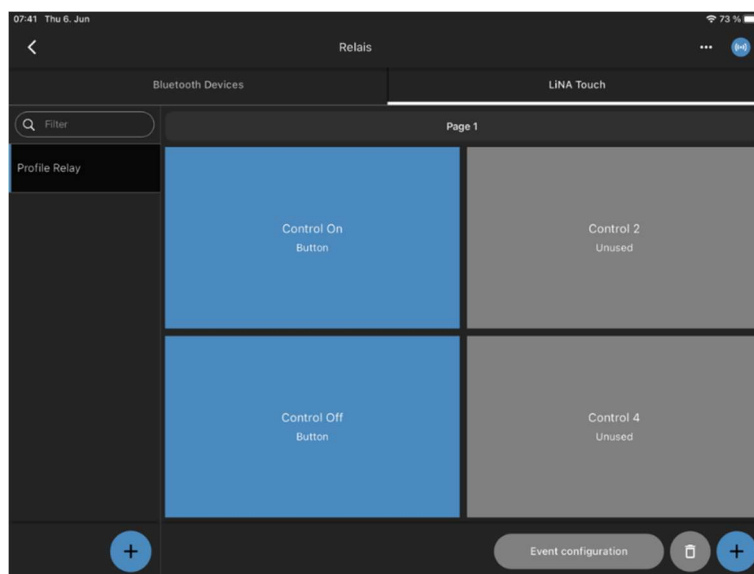 07:41 Thu 6. Jun 73 %
Relais
Bluetooth Devices
LiNA Touch
Filter
Page 1
Profile Relay
Control On
Button
Control 2
Unused
Control Off
Button
Control 4
Unused
Event configuration